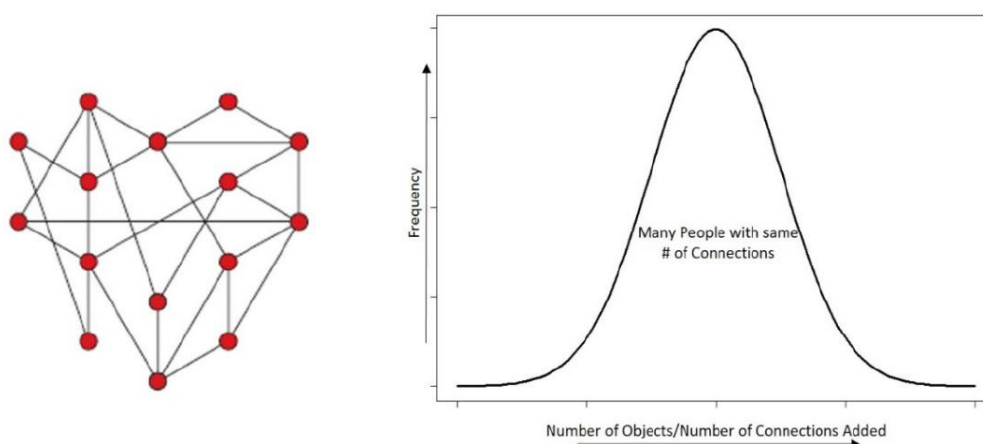 Frequency
Many People with same
# of Connections
Number of Objects/Number of Connections Added